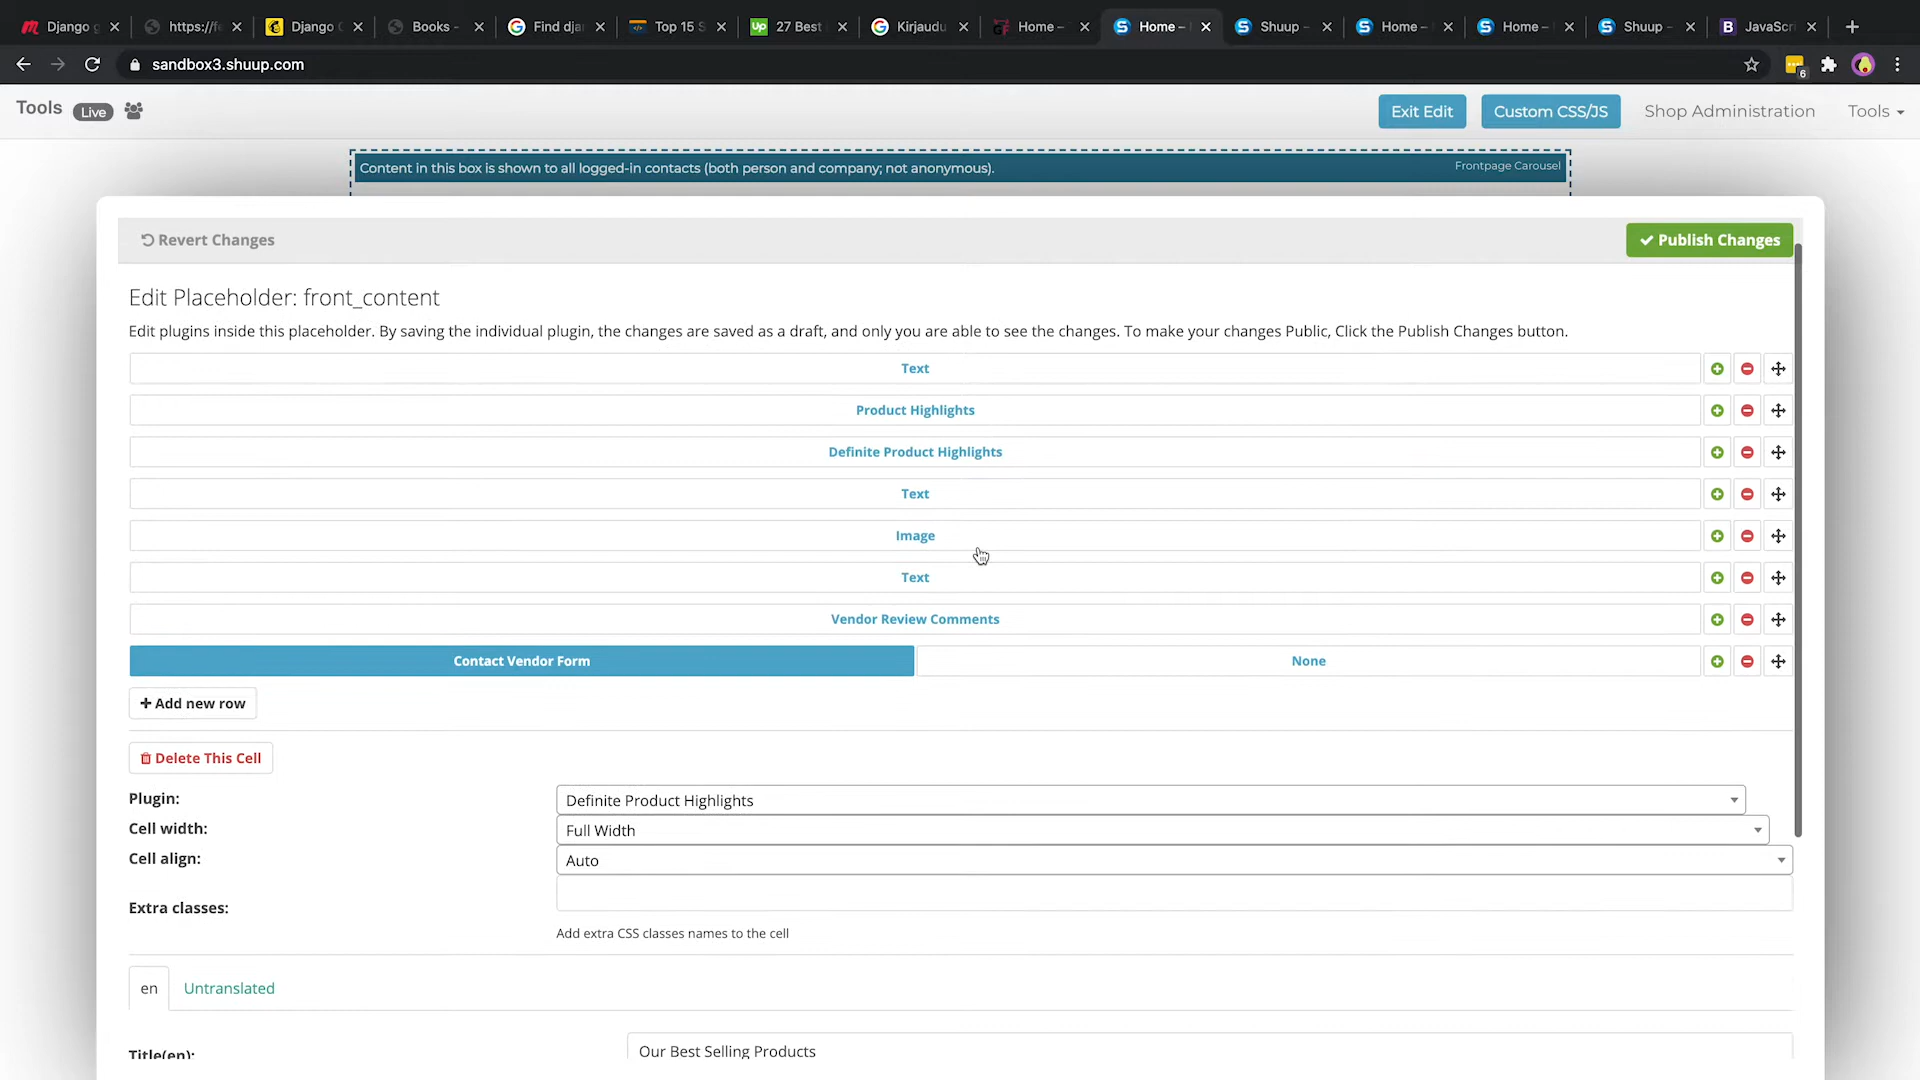 Django g
https://fe
Django C
Books -
Find djan
Top 15 S
27 Best
Kirjaudu
Home –
Home –
Shuup –
Home –
Home –
Shuup –
JavaScri
sandbox3.shuup.com
6
Tools Live
Exit Edit
Custom CSS/JS
Shop Administration
Tools
Content in this box is shown to all logged-in contacts (both person and company; not anonymous).
Frontpage Carousel
Revert Changes
Publish Changes
Edit Placeholder: front_content
Edit plugins inside this placeholder. By saving the individual plugin, the changes are saved as a draft, and only you are able to see the changes. To make your changes Public, Click the Publish Changes button.
Text
Product Highlights
Definite Product Highlights
Text
Image
Text
Vendor Review Comments
Contact Vendor Form
None
Add new row
Delete This Cell
Plugin:
Definite Product Highlights
Cell width:
Full Width
Cell align:
Auto
Extra classes:
Add extra CSS classes names to the cell
en
Untranslated
Title(en):
Our Best Selling Products